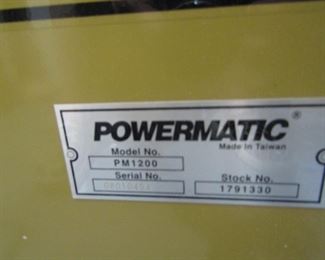 POWERMATIC®
Made In Taiwan
Model No.
PM1200
Serial No.
Stock No.
1791330